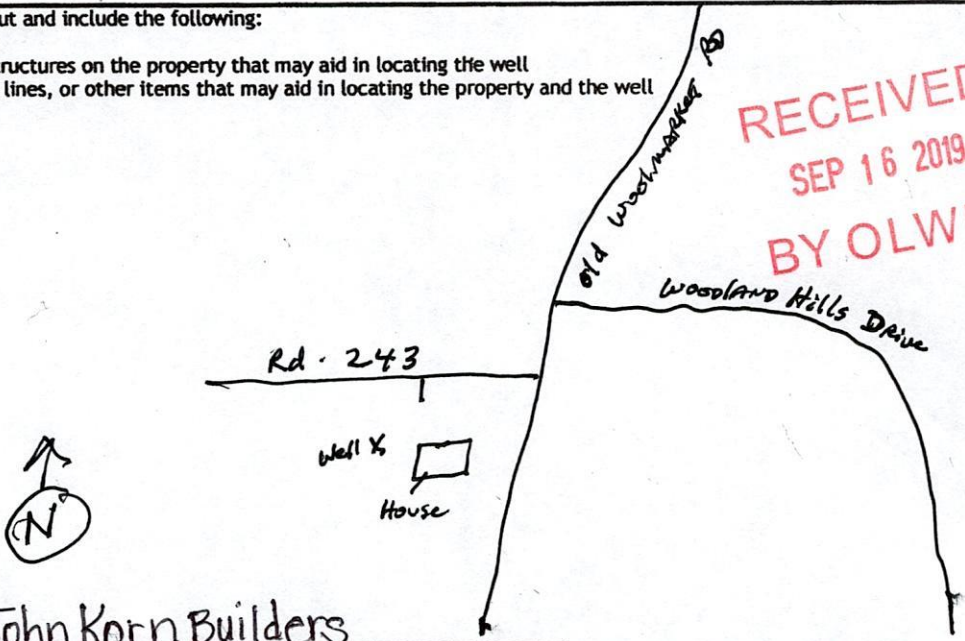 ut and include the following:
ructures on the property that may aid in locating the well
lines, or other items that may aid in locating the property and the well
RECEIVED
SEP 16 2019
BY OLW
Old Woolmarket Rd
Woodland Hills Drive
Rd. 243
Well X
House
N
John Korn Builders